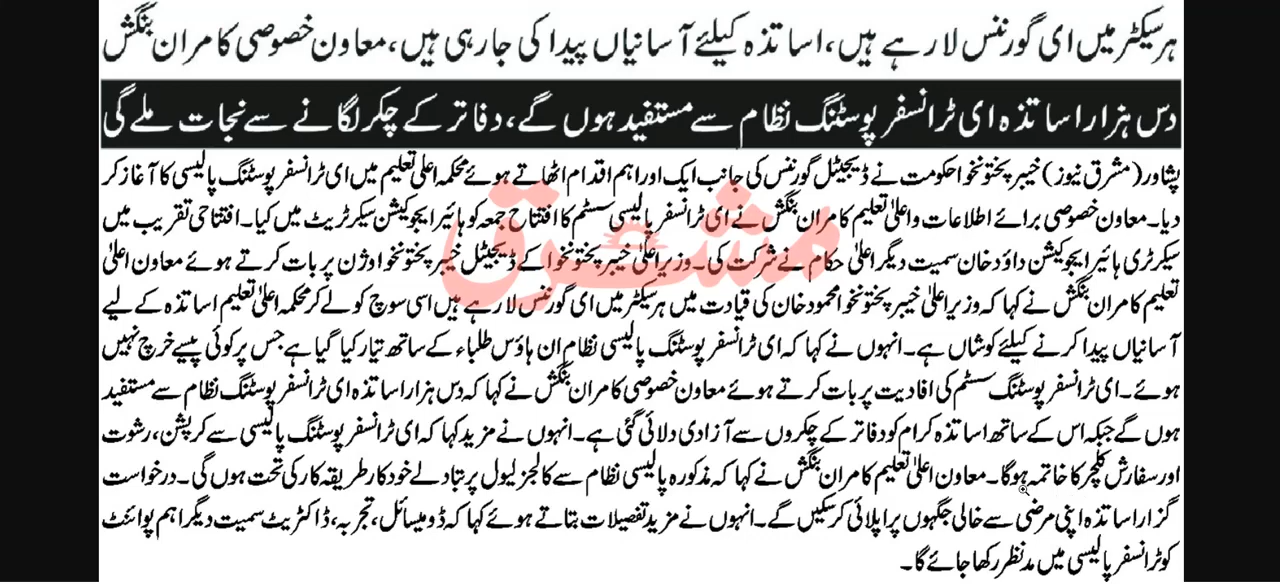 ہر سیکٹر میں ای گورننس لا رہے ہیں، اساتذہ کیلئے آسانیاں پیدا کی جا رہی ہیں، معاون خصوصی کامران بنگش
دس ہزار اساتذہ ای ٹرانسفر پوسٹنگ نظام سے مستفید ہوں گے، دفاتر کے چکر لگانے سے نجات ملے گی
پشاور (مشرق نیوز) خیبر پختونخوا حکومت نے ڈیجیٹل گورننس کی جانب ایک اور اہم اقدام اٹھاتے ہوئے محکمہ اعلیٰ تعلیم میں ای ٹرانسفر پوسٹنگ پالیسی کا آغاز کر
دیا۔ معاون خصوصی برائے اطلاعات و اعلیٰ تعلیم کامران بنگش نے ای ٹرانسفر پالیسی سسٹم کا افتتاح جمعہ کو ہائیر ایجوکیشن سیکرٹریٹ میں کیا۔ افتتاحی تقریب میں
سیکرٹری ہائیر ایجوکیشن داؤد خان سمیت دیگر اعلیٰ حکام نے شرکت کی۔ وزیر اعلیٰ خیبر پختونخوا کے ڈیجیٹل خیبر پختونخوا وژن پر بات کرتے ہوئے معاون اعلیٰ
تعلیم کامران بنگش نے کہا کہ وزیر اعلیٰ خیبر پختونخوا محمود خان کی قیادت میں ہر سیکٹر میں ای گورننس لا رہے ہیں اسی سوچ کو لے کر محکمہ اعلیٰ تعلیم اساتذہ کے لیے
آسانیاں پیدا کرنے کیلئے کوشاں ہے۔ انہوں نے کہا کہ ای ٹرانسفر پوسٹنگ پالیسی نظام ان ہاؤس طلباء کے ساتھ تیار کیا گیا ہے جس پر کوئی پیسے خرچ نہیں
ہوئے۔ ای ٹرانسفر پوسٹنگ سسٹم کی افادیت پر بات کرتے ہوئے معاون خصوصی کامران بنگش نے کہا کہ دس ہزار اساتذہ ای ٹرانسفر پوسٹنگ نظام سے مستفید
ہوں گے جبکہ اس کے ساتھ اساتذہ کرام کو دفاتر کے چکروں سے آزادی دلائی گئی ہے۔ انہوں نے مزید کہا کہ ای ٹرانسفر پوسٹنگ پالیسی سے کرپشن، رشوت
اور سفارش کلچر کا خاتمہ ہوگا۔ معاون اعلیٰ تعلیم کامران بنگش نے کہا کہ مذکورہ پالیسی نظام سے کالجز لیول پر تبادلے خودکار طریقہ کار کی تحت ہوں گی۔ درخواست
گزار اساتذہ اپنی مرضی سے خالی جگہوں پر اپلائی کر سکیں گے۔ انہوں نے مزید تفصیلات بتاتے ہوئے کہا کہ ڈومیسائل، تجربہ، ڈاکٹریٹ سمیت دیگر اہم پوائنٹ
کو ٹرانسفر پالیسی میں مدنظر رکھا جائے گا۔
مشرق